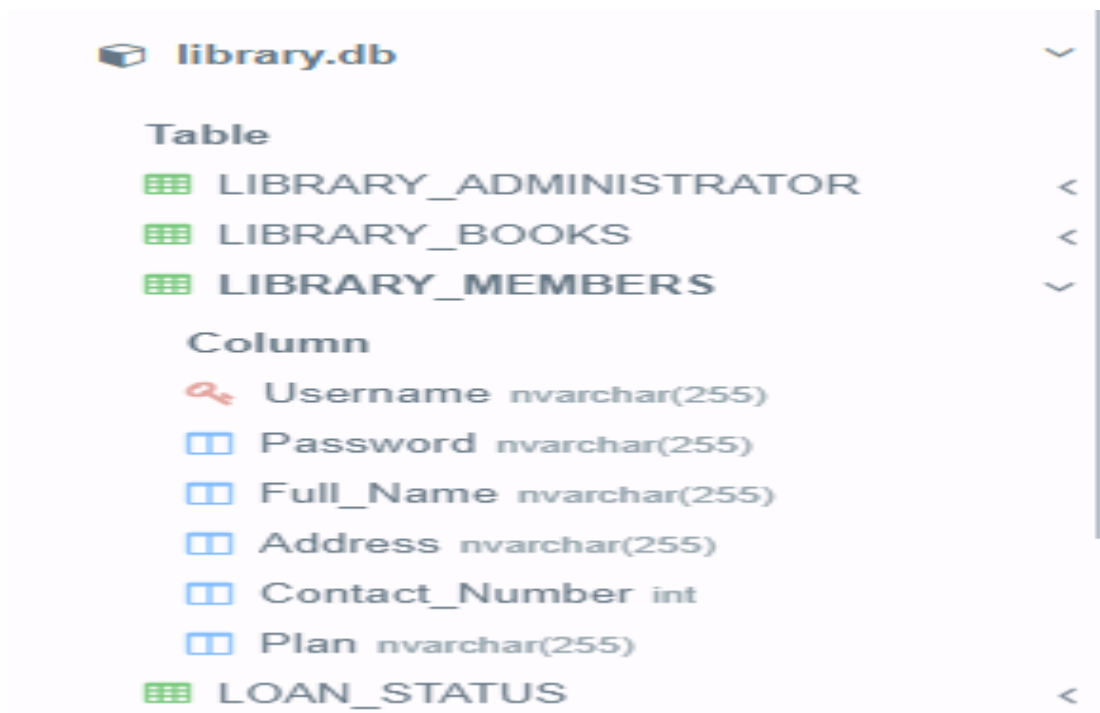 library.db
Table
LIBRARY_ADMINISTRATOR
LIBRARY_BOOKS
LIBRARY_MEMBERS
Column
Username nvarchar(255)
Password nvarchar(255)
Full_Name nvarchar(255)
Address nvarchar(255)
Contact_Number int
Plan nvarchar(255)
LOAN_STATUS